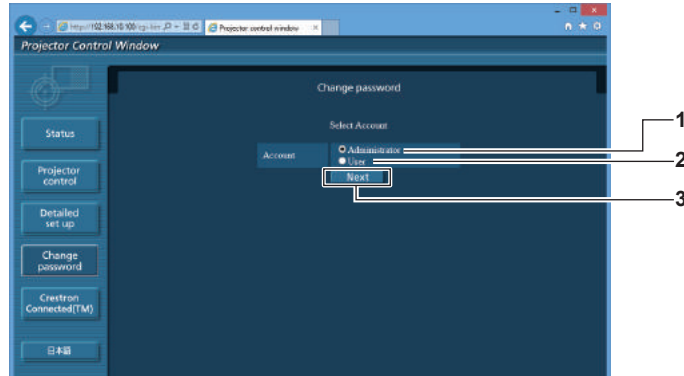 Projector control window
Projector Control Window
Change password
Select Account
Account
Administrator
User
Next
Status
Projector
control
Detailed
set up
Change
password
Crestron
Connected(TM)
日本語
1
2
3